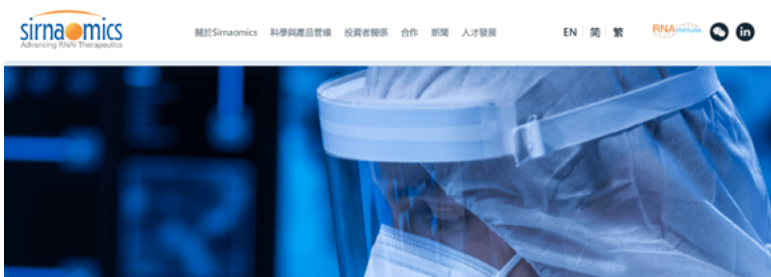 sirnaomics
Advancing RNAi Therapeutics
關於Sirnaomics 科學與產品管線 投資者關係 合作 新聞 人才發展
EN 简 繁
RNAimmune
in